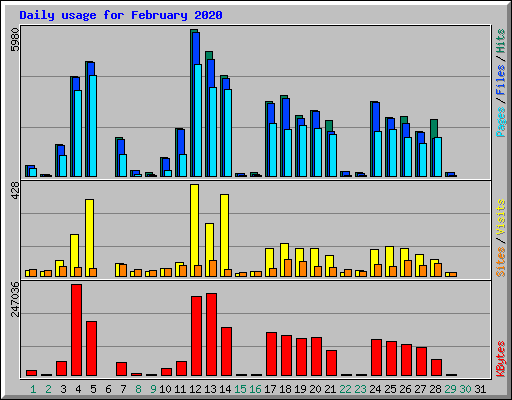 Daily usage for February 2020
5980
Pages / Files / Hits
428
Sites / Visits
247036
KBytes
1 2 3 4 5 6 7 8 9 10 11 12 13 14 15 16 17 18 19 20 21 22 23 24 25 26 27 28 29 30 31